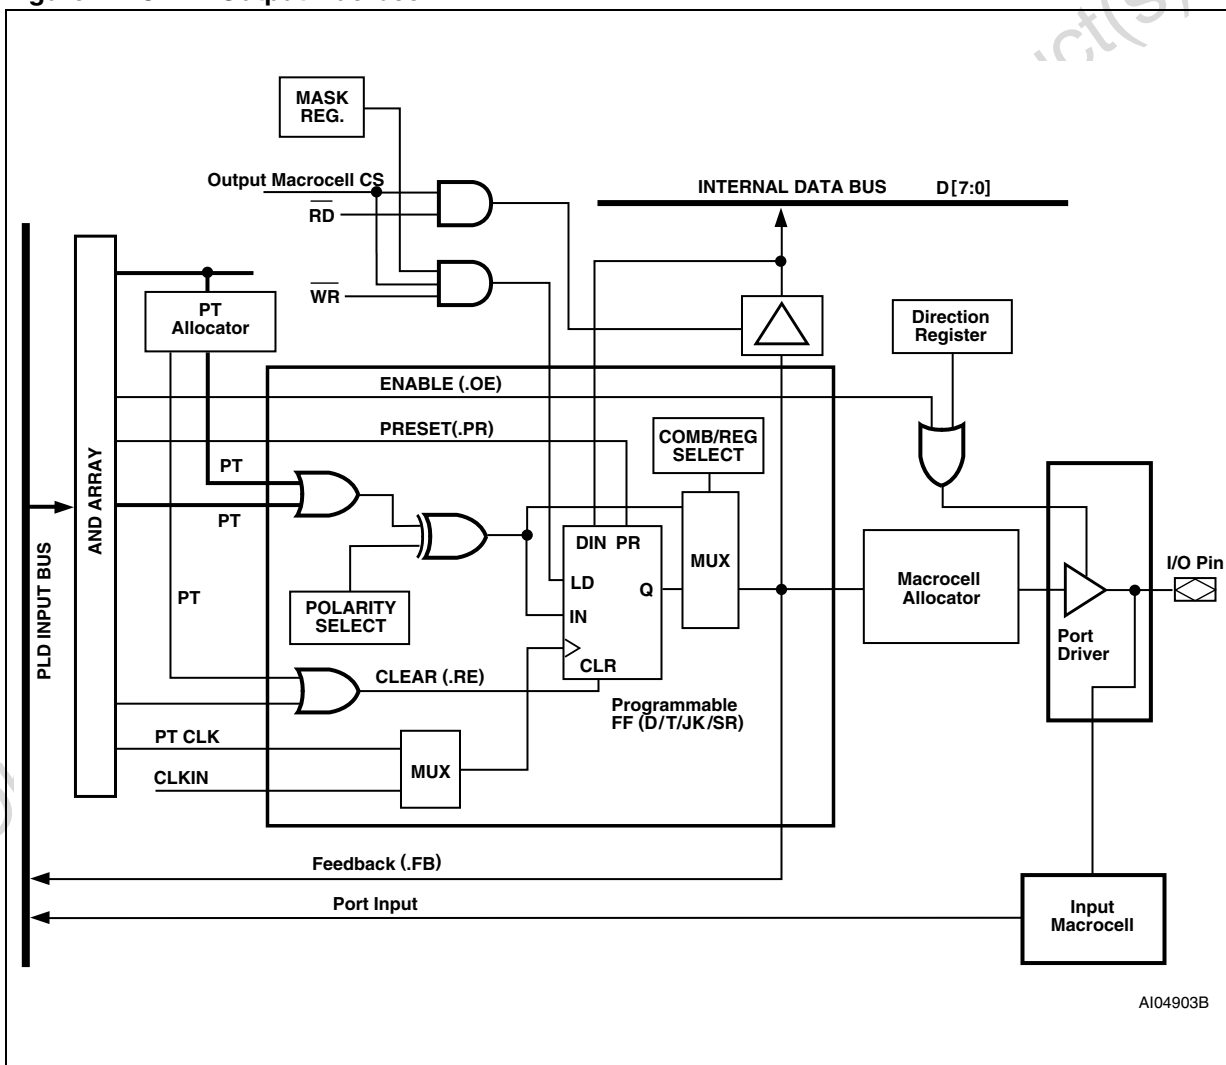 MASK
REG.
Output Macrocell CS
RD
WR
INTERNAL DATA BUS D[7:0]
PT
Allocator
Direction
Register
ENABLE (.OE)
PRESET(.PR)
COMB/REG
SELECT
PT
PT
AND ARRAY
PLD INPUT BUS
DIN PR
LD
IN
Q
CLR
MUX
Macrocell
Allocator
I/O Pin
Port
Driver
PT
POLARITY
SELECT
CLEAR (.RE)
Programmable
FF (D/T/JK/SR)
PT CLK
CLKIN
MUX
Feedback (.FB)
Port Input
Input
Macrocell
AI04903B